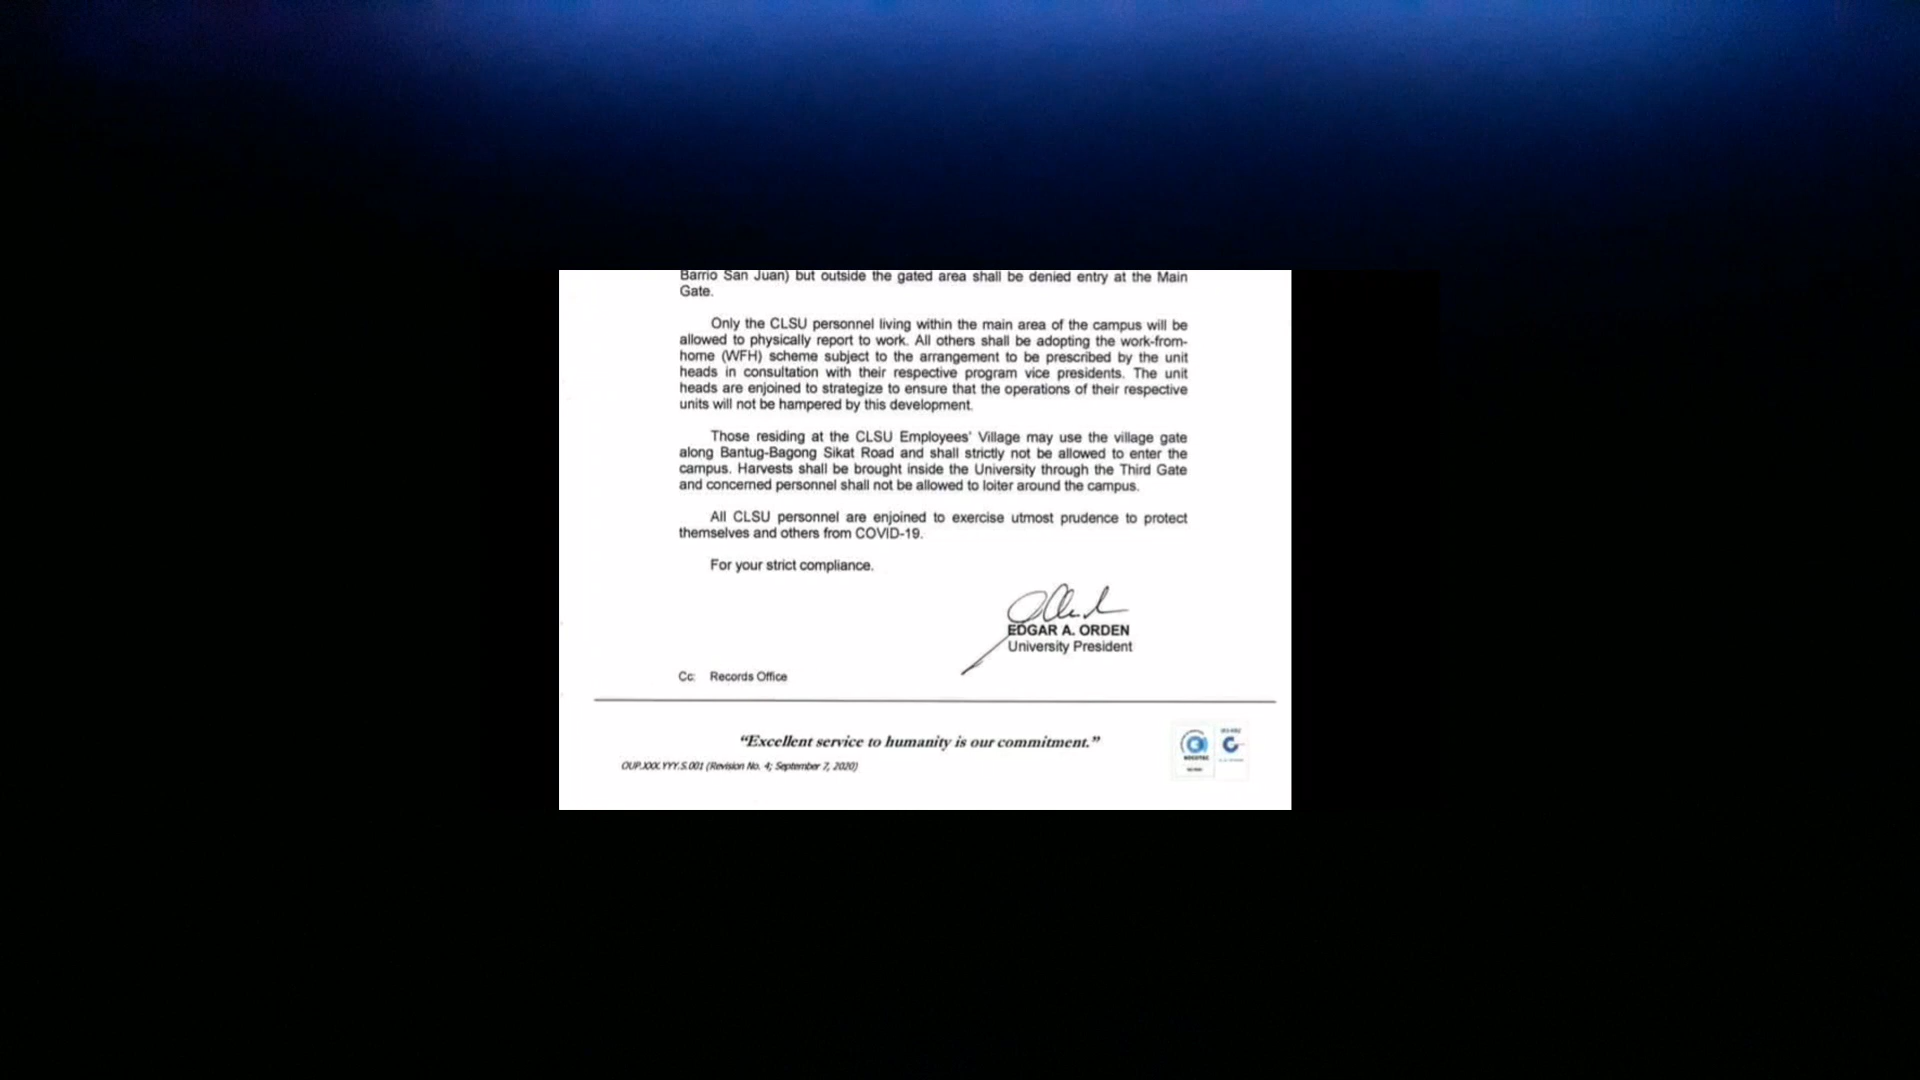 Barrio San Juan) but outside the gated area shall be denied entry at the Main
Gate.
Only the CLSU personnel living within the main area of the campus will be
allowed to physically report to work. All others shall be adopting the work-from-
home (WFH) scheme subject to the arrangement to be prescribed by the unit
heads in consultation with their respective program vice presidents. The unit
heads are enjoined to strategize to ensure that the operations of their respective
units will not be hampered by this development.
Those residing at the CLSU Employees' Village may use the village gate
along Bantug-Bagong Sikat Road and shall strictly not be allowed to enter the
campus. Harvests shall be brought inside the University through the Third Gate
and concerned personnel shall not be allowed to loiter around the campus.
All CLSU personnel are enjoined to exercise utmost prudence to protect
themselves and others from COVID-19.
For your strict compliance.
EDGAR A. ORDEN
University President
Cc: Records Office
“Excellent service to humanity is our commitment.”
OUP.XXX.YYY.S.001 (Revision No. 4; September 7, 2020)